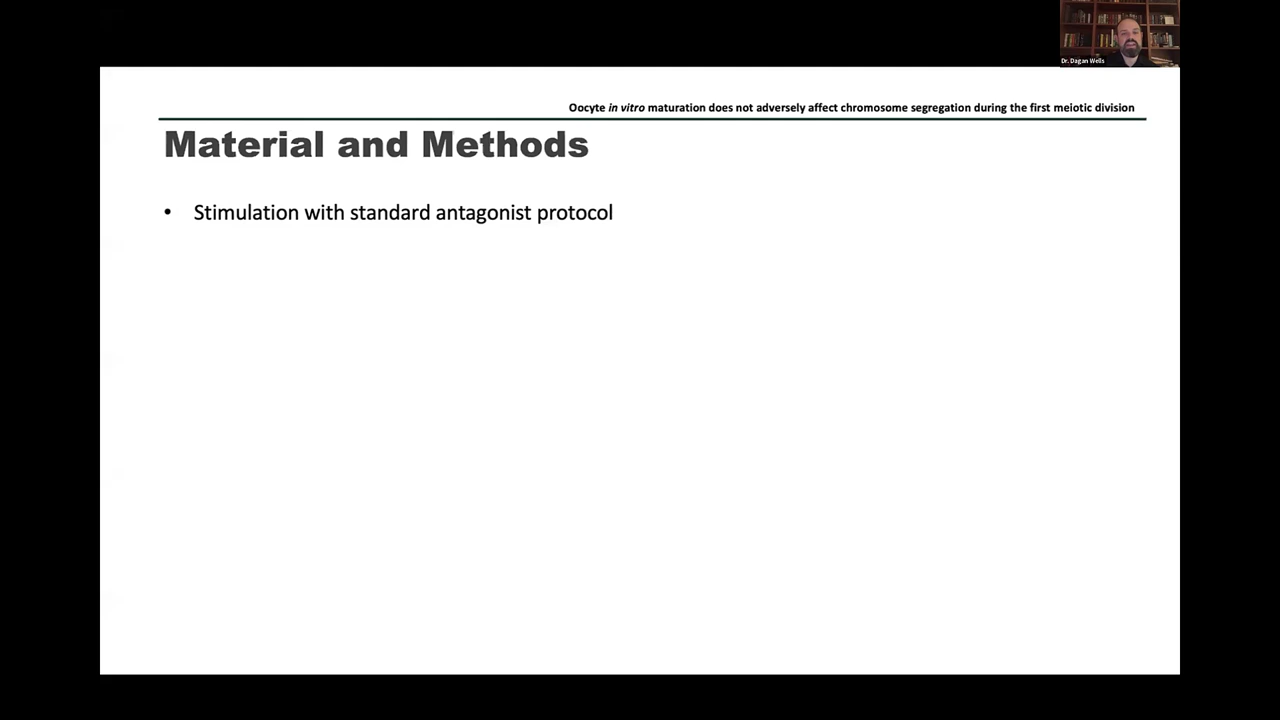 Dr. Dagan Wells
Oocyte in vitro maturation does not adversely affect chromosome segregation during the first meiotic division
Material and Methods
• Stimulation with standard antagonist protocol